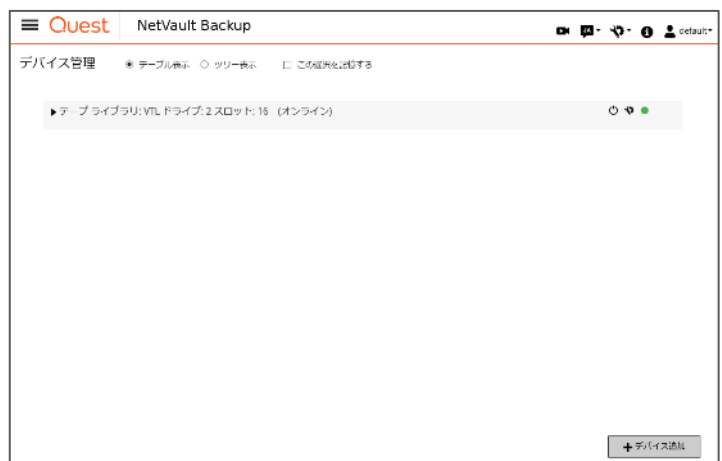 Quest NetVault Backup default
デバイス管理 テーブル表示 ツリー表示 この選択を記憶する
テープ ライブラリ: VTL ドライブ: 2 スロット: 16 (オンライン)
デバイス追加